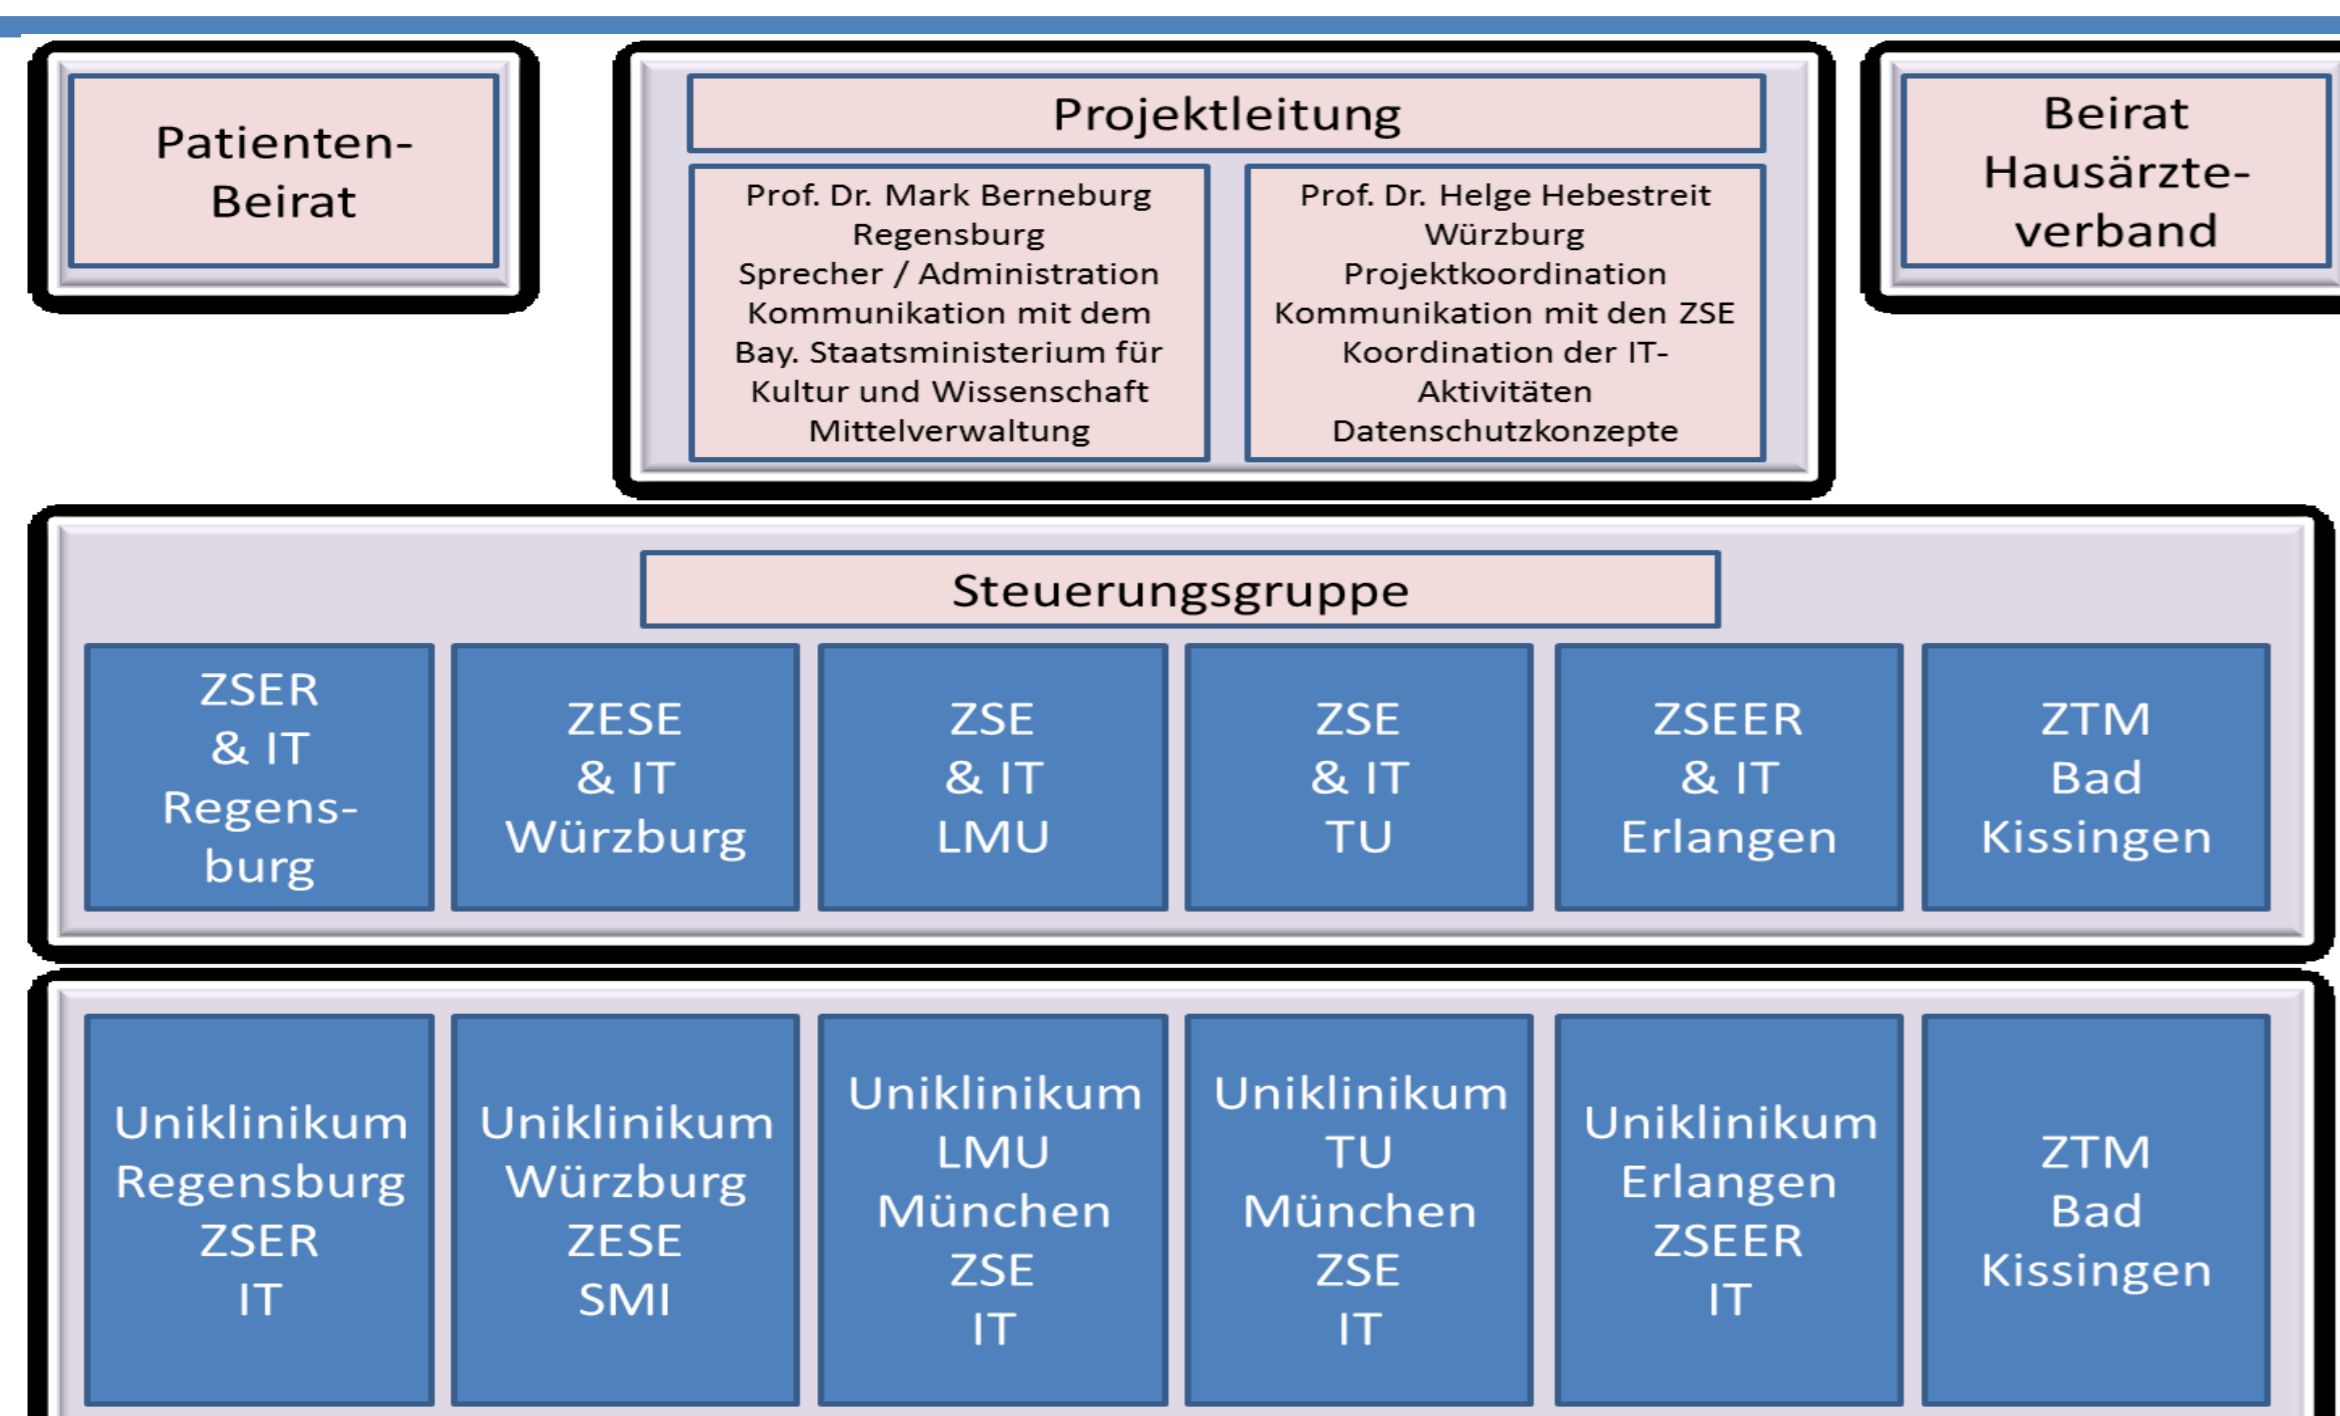 Patienten-
Beirat
Projektleitung
Prof. Dr. Mark Berneburg
Regensburg
Sprecher / Administration
Kommunikation mit dem
Bay. Staatsministerium für
Kultur und Wissenschaft
Mittelverwaltung
Prof. Dr. Helge Hebestreit
Würzburg
Projektkoordination
Kommunikation mit den ZSE
Koordination der IT-
Aktivitäten
Datenschutzkonzepte
Beirat
Hausärzte-
verband
Steuerungsgruppe
ZSER
& IT
Regens-
burg
ZESE
& IT
Würzburg
ZSE
& IT
LMU
ZSE
& IT
TU
ZSEER
& IT
Erlangen
ZTM
Bad
Kissingen
Uniklinikum
Regensburg
ZSER
IT
Uniklinikum
Würzburg
ZESE
SMI
Uniklinikum
LMU
München
ZSE
IT
Uniklinikum
TU
München
ZSE
IT
Uniklinikum
Erlangen
ZSEER
IT
ZTM
Bad
Kissingen